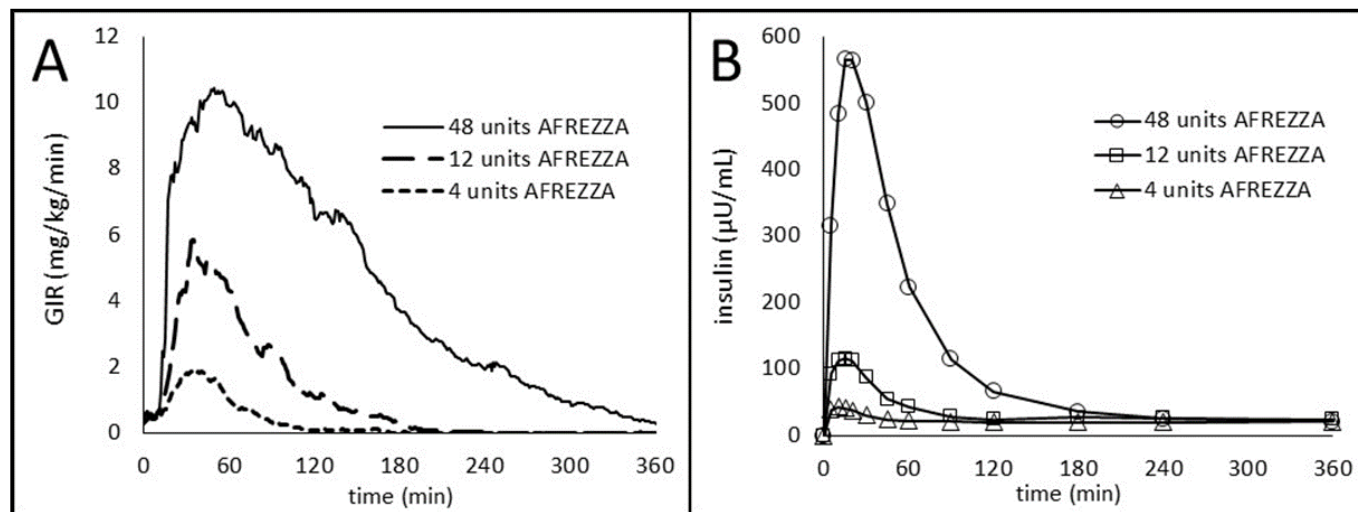 A
GIR (mg/kg/min)
12
10
8
6
4
2
0
48 units AFREZZA
12 units AFREZZA
4 units AFREZZA
0 60 120 180 240 300 360
time (min)
B
insulin (µU/mL)
600
500
400
300
200
100
0
48 units AFREZZA
12 units AFREZZA
4 units AFREZZA
0 60 120 180 240 300 360
time (min)